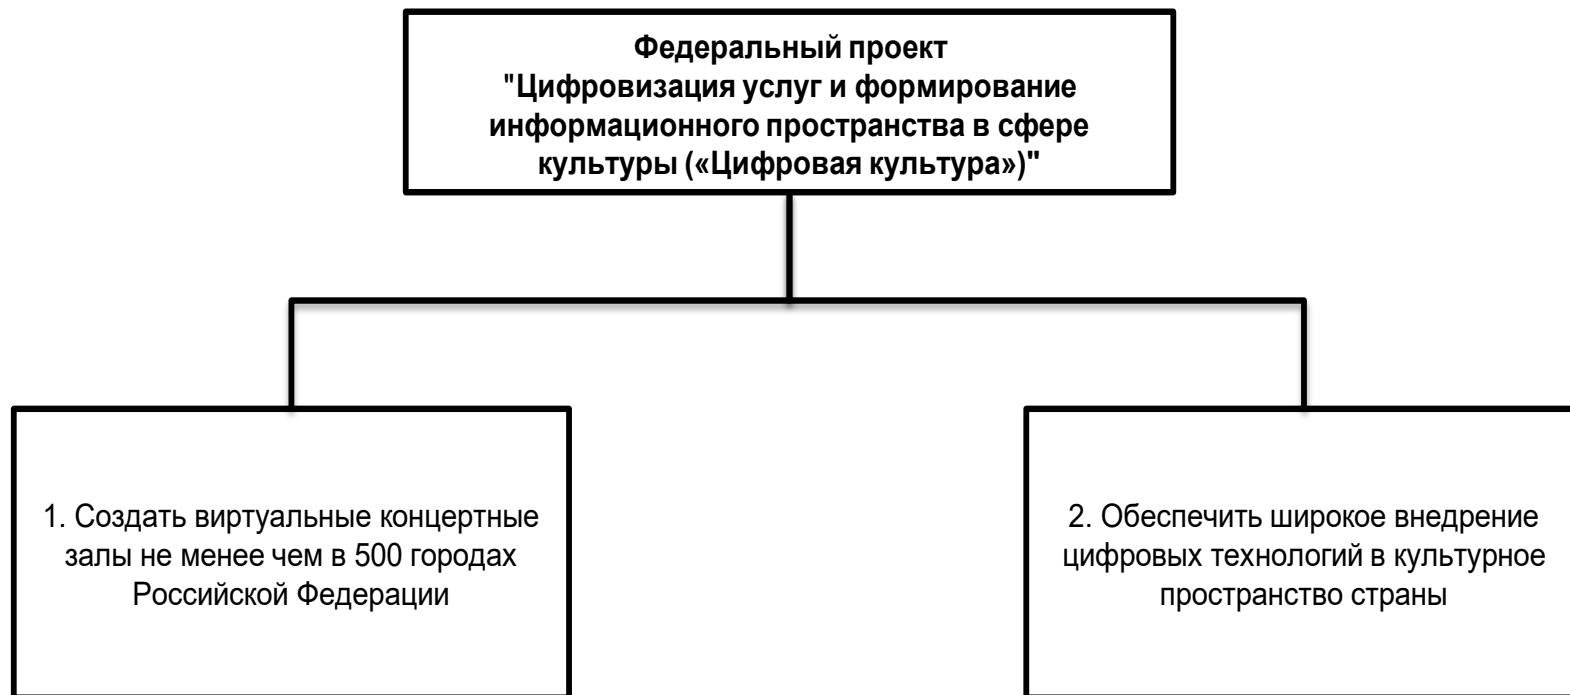 Федеральный проект
"Цифровизация услуг и формирование
информационного пространства в сфере
культуры («Цифровая культура»)"
1. Создать виртуальные концертные
залы не менее чем в 500 городах
Российской Федерации
2. Обеспечить широкое внедрение
цифровых технологий в культурное
пространство страны